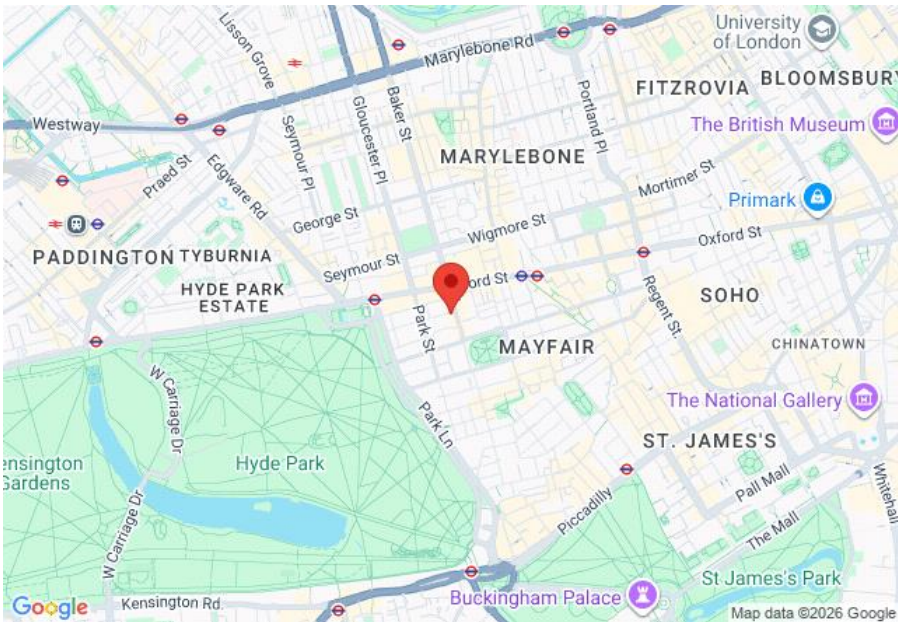 University
of London
Lisson Grove
Marylebone Rd
FITZROVIA
BLOOMSBURY
Westway
Gloucester Pl
Baker St
Portland Pl
The British Museum
Seymour Pl
Praed St
Edgware Rd
MARYLEBONE
Mortimer St
Primark
George St
Wigmore St
Oxford St
PADDINGTON
TYBURNIA
Seymour St
ord St
HYDE PARK
ESTATE
Regent St.
SOHO
Park St
MAYFAIR
CHINATOWN
W Carriage Dr
The National Gallery
Park Ln
ST. JAMES'S
ensington
Gardens
Hyde Park
Pall Mall
Whitehall
Piccadilly
W Carriage Dr
The Mall
St James's Park
Buckingham Palace
Google
Kensington Rd.
Map data ©2026 Google